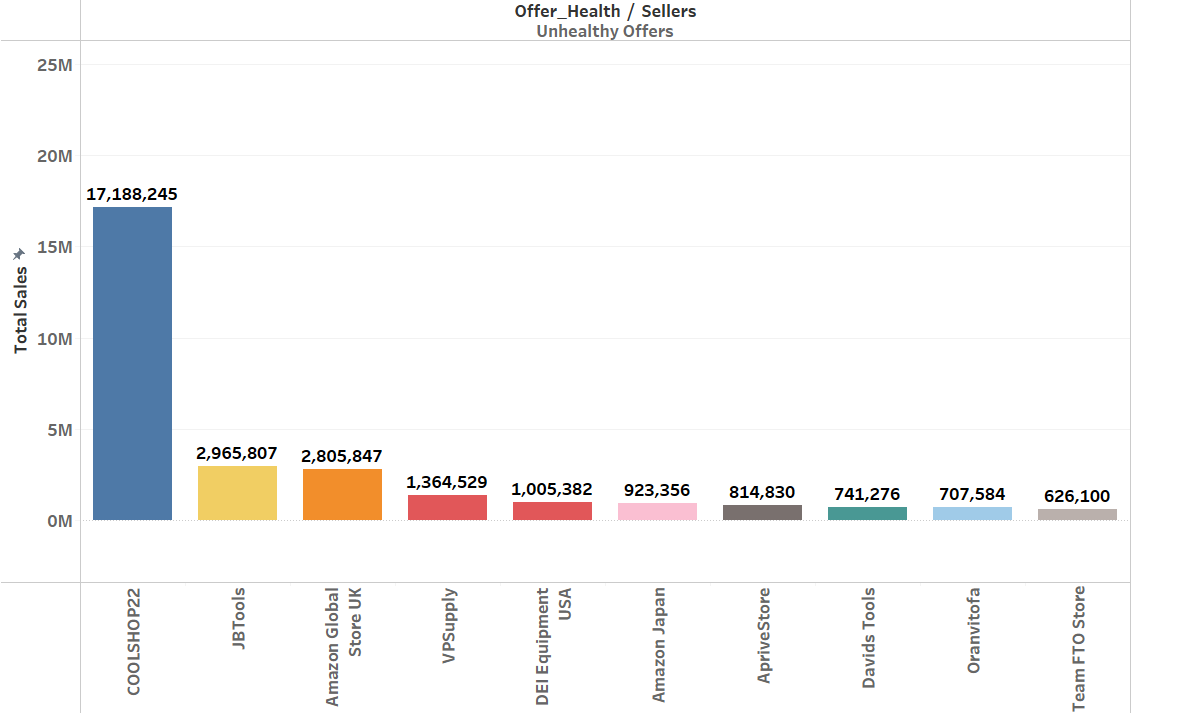 Offer_Health / Sellers
Unhealthy Offers
Total Sales
25M
20M
15M
10M
5M
0M
17,188,245
2,965,807
2,805,847
1,364,529
1,005,382
923,356
814,830
741,276
707,584
626,100
COOLSHOP22
JBTools
Amazon Global
Store UK
VPSupply
DEI Equipment
USA
Amazon Japan
ApriveStore
Davids Tools
Oranvitofa
Team FTO Store